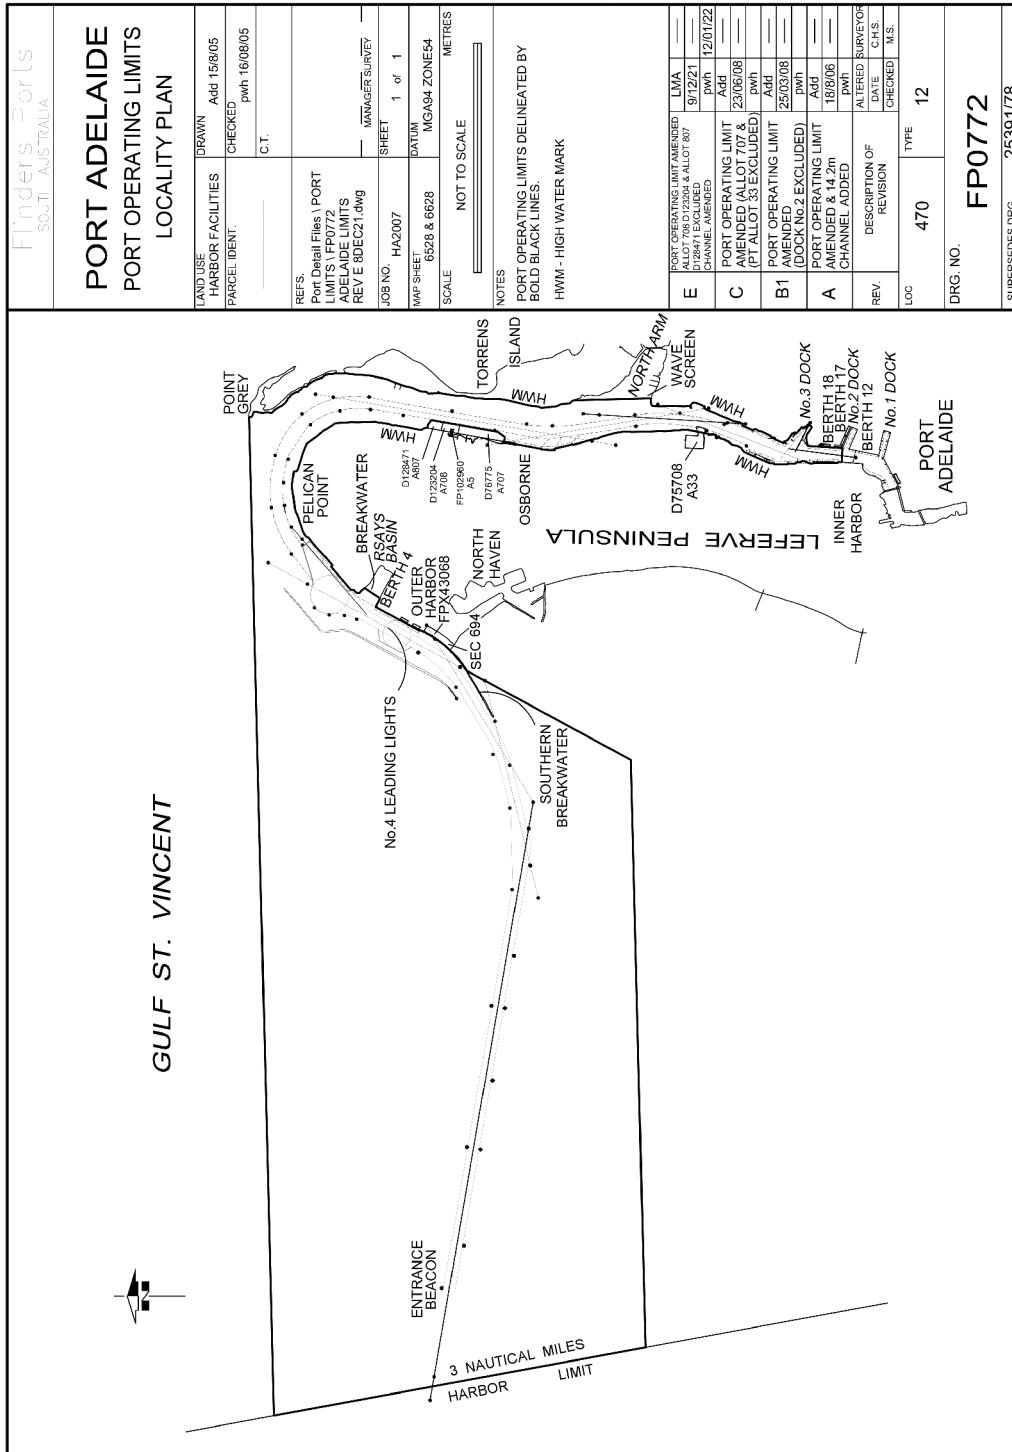 Flinders Ports
SOUTH AUSTRALIA
PORT ADELAIDE
PORT OPERATING LIMITS
LOCALITY PLAN
LAND USE
HARBOR FACILITIES
PARCEL IDENT.
DRAWN
Add 15/8/05
CHECKED
pwh 16/08/05
C.T.
REFS.
Port Detail Files \ PORT
LIMITS \ FP0772
ADELAIDE LIMITS
REV E 8DEC21.dwg
MANAGER SURVEY
JOB NO.
HA2007
SHEET
1 of 1
MAP SHEET
6528 & 6628
DATUM
MGA94 ZONE54
SCALE
METRES
NOT TO SCALE
NOTES
PORT OPERATING LIMITS DELINEATED BY
BOLD BLACK LINES.
HWM - HIGH WATER MARK
E
PORT OPERATING LIMIT AMENDED
ALLOT 708 D123204 & ALLOT 807
D128471 EXCLUDED
CHANNEL AMENDED
LMA
9/12/21
pwh
12/01/22
C
PORT OPERATING LIMIT
AMENDED (ALLOT 707 &
(PT ALLOT 33 EXCLUDED)
Add
23/06/08
pwh
B1
PORT OPERATING LIMIT
AMENDED
(DOCK No.2 EXCLUDED)
Add
25/03/08
pwh
A
PORT OPERATING LIMIT
AMENDED & 14.2m
CHANNEL ADDED
Add
18/8/06
pwh
REV.
DESCRIPTION OF
REVISION
ALTERED
DATE
CHECKED
SURVEYOR
C.H.S.
M.S.
LOC
470
TYPE
12
DRG. NO.
FP0772
SUPERSEDES DRG.
25391/78
GULF ST. VINCENT
POINT
GREY
PELICAN
POINT
BREAKWATER
RSAYS
BASIN
BERTH 4
OUTER
HARBOR
FPX43068
SEC 694
NORTH
HAVEN
No.4 LEADING LIGHTS
SOUTHERN
BREAKWATER
ENTRANCE
BEACON
3 NAUTICAL MILES
HARBOR LIMIT
TORRENS
ISLAND
HWM
HWM
D128471
A807
D123204
A708
FP102960
A5
D76775
A707
OSBORNE
NORTH ARM
WAVE
SCREEN
HWM
HWM
D75708
A33
LEFERVE PENINSULA
No.3 DOCK
BERTH 18
BERTH 17
No.2 DOCK
BERTH 12
No.1 DOCK
INNER
HARBOR
PORT
ADELAIDE
N